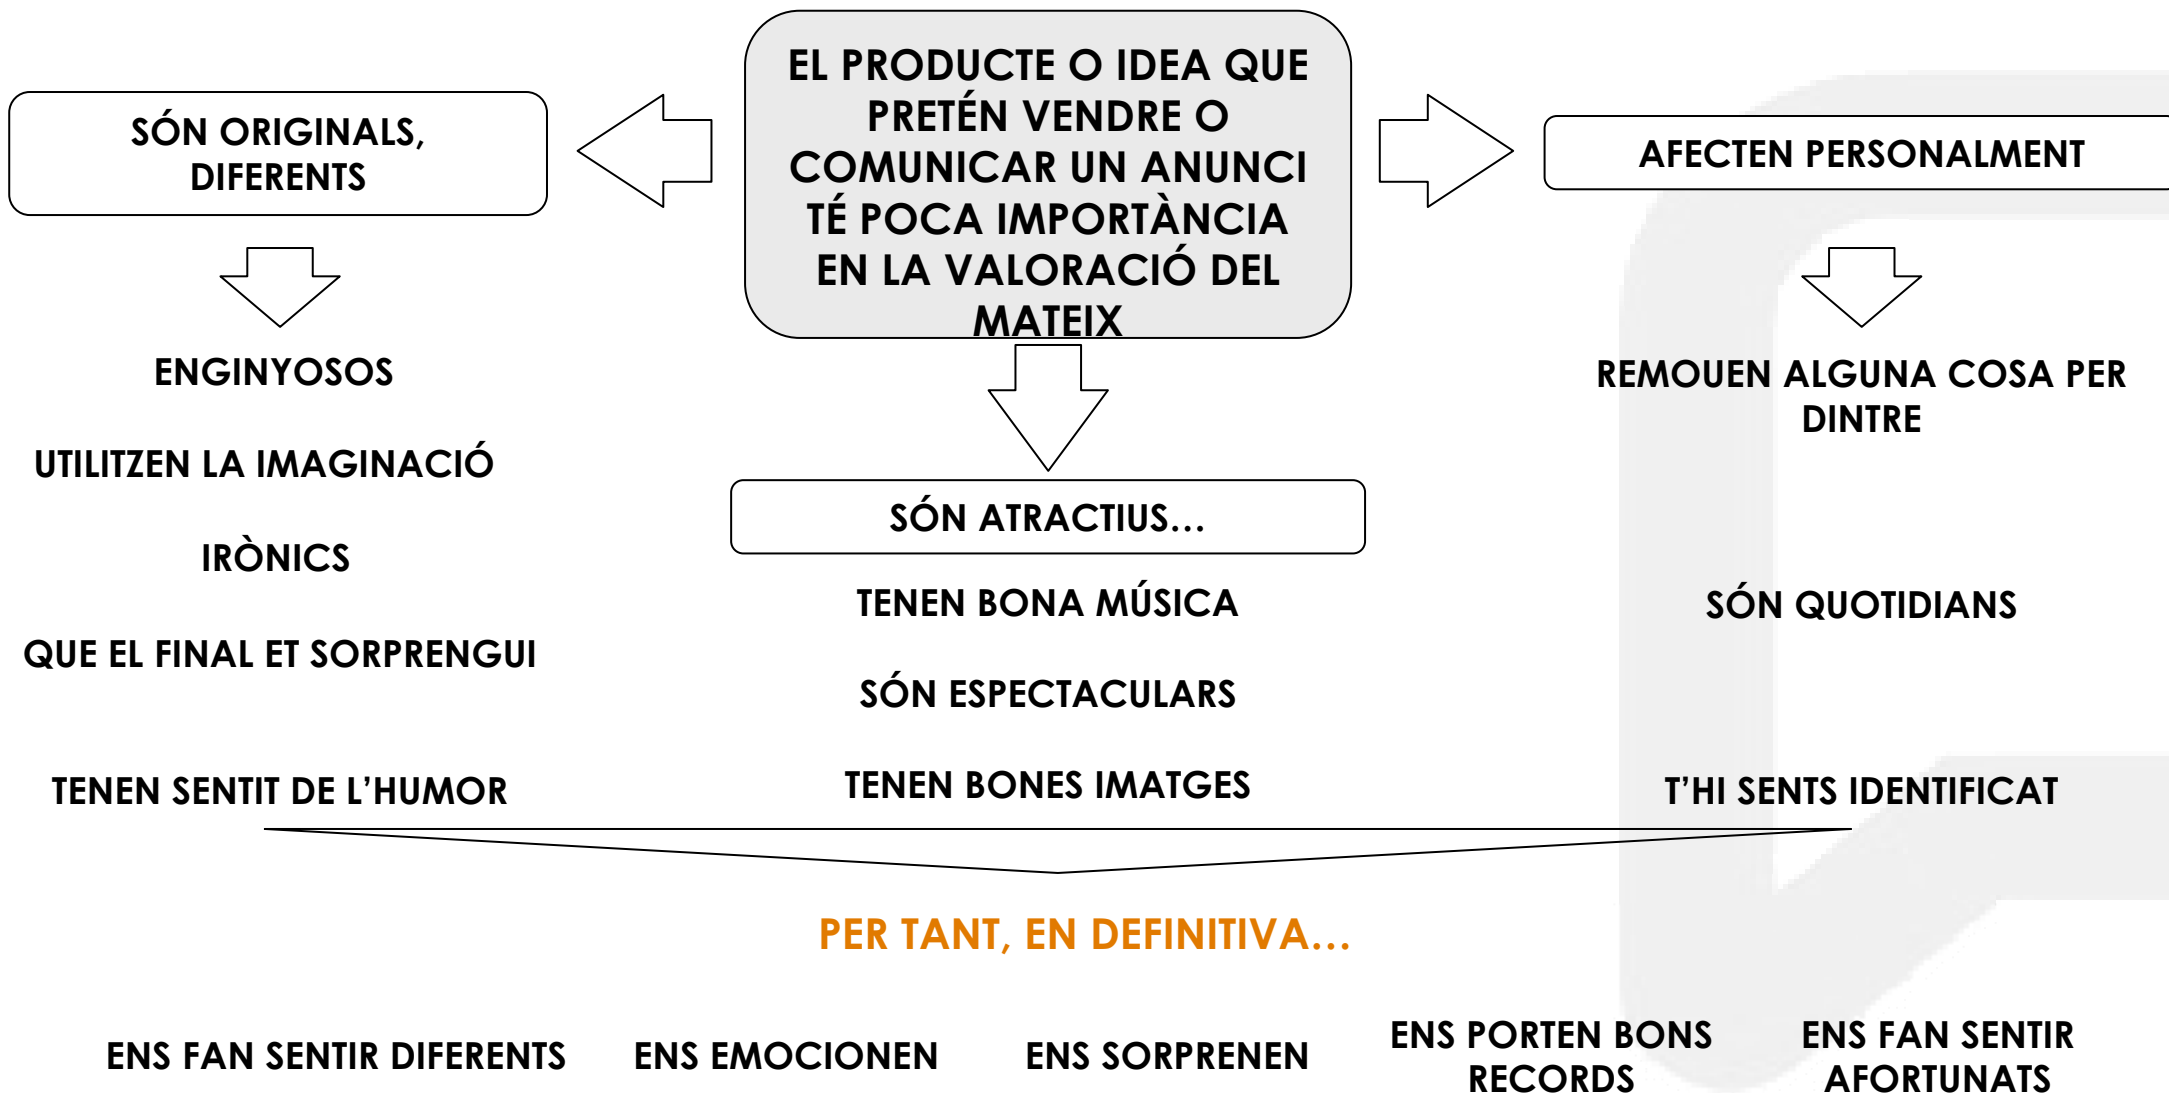 EL PRODUCTE O IDEA QUE
PRETÉN VENDRE O
COMUNICAR UN ANUNCI
TÉ POCA IMPORTÀNCIA
EN LA VALORACIÓ DEL
MATEIX
SÓN ORIGINALS,
DIFERENTS
ENGINYOSOS
UTILITZEN LA IMAGINACIÓ
IRÒNICS
QUE EL FINAL ET SORPRENGUI
TENEN SENTIT DE L’HUMOR
SÓN ATRACTIUS…
TENEN BONA MÚSICA
SÓN ESPECTACULARS
TENEN BONES IMATGES
AFECTEN PERSONALMENT
REMOUEN ALGUNA COSA PER
DINTRE
SÓN QUOTIDIANS
T’HI SENTS IDENTIFICAT
PER TANT, EN DEFINITIVA…
ENS FAN SENTIR DIFERENTS
ENS EMOCIONEN
ENS SORPRENEN
ENS PORTEN BONS
RECORDS
ENS FAN SENTIR
AFORTUNATS